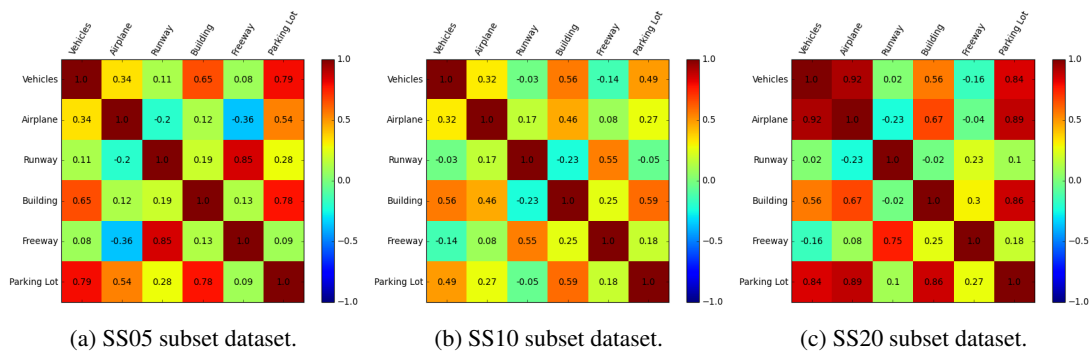 Vehicles Airplane Runway Building Freeway Parking Lot
Vehicles 1.0 0.34 0.11 0.65 0.08 0.79
Airplane 0.34 1.0 -0.2 0.12 -0.36 0.54
Runway 0.11 -0.2 1.0 0.19 0.85 0.28
Building 0.65 0.12 0.19 1.0 0.13 0.78
Freeway 0.08 -0.36 0.85 0.13 1.0 0.09
Parking Lot 0.79 0.54 0.28 0.78 0.09 1.0
1.0
0.5
0.0
−0.5
−1.0
(a) SS05 subset dataset.
Vehicles Airplane Runway Building Freeway Parking Lot
Vehicles 1.0 0.32 -0.03 0.56 -0.14 0.49
Airplane 0.32 1.0 0.17 0.46 0.08 0.27
Runway -0.03 0.17 1.0 -0.23 0.55 -0.05
Building 0.56 0.46 -0.23 1.0 0.25 0.59
Freeway -0.14 0.08 0.55 0.25 1.0 0.18
Parking Lot 0.49 0.27 -0.05 0.59 0.18 1.0
1.0
0.5
0.0
−0.5
−1.0
(b) SS10 subset dataset.
Vehicles Airplane Runway Building Freeway Parking Lot
Vehicles 1.0 0.92 0.02 0.56 -0.16 0.84
Airplane 0.92 1.0 -0.23 0.67 -0.04 0.89
Runway 0.02 -0.23 1.0 -0.02 0.23 0.1
Building 0.56 0.67 -0.02 1.0 0.3 0.86
Freeway -0.16 0.08 0.75 0.25 1.0 0.18
Parking Lot 0.84 0.89 0.1 0.86 0.27 1.0
1.0
0.5
0.0
−0.5
−1.0
(c) SS20 subset dataset.